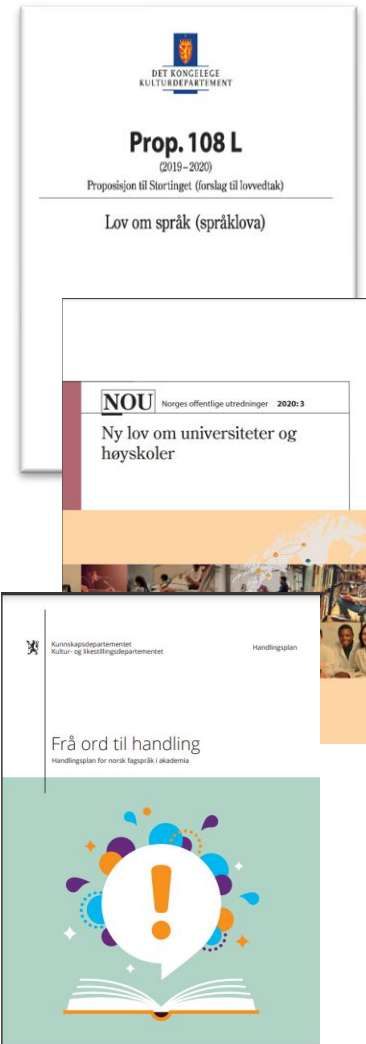 DET KONGELEGE
KULTURDEPARTEMENT
Prop. 108 L
(2019–2020)
Proposisjon til Stortinget (forslag til lovvedtak)
Lov om språk (språklova)
NOU Norges offentlige utredninger 2020: 3
Ny lov om universiteter og
høyskoler
Kunnskapsdepartementet
Kultur- og likestillingsdepartementet
Handlingsplan
Frå ord til handling
Handlingsplan for norsk fagspråk i akademia
!